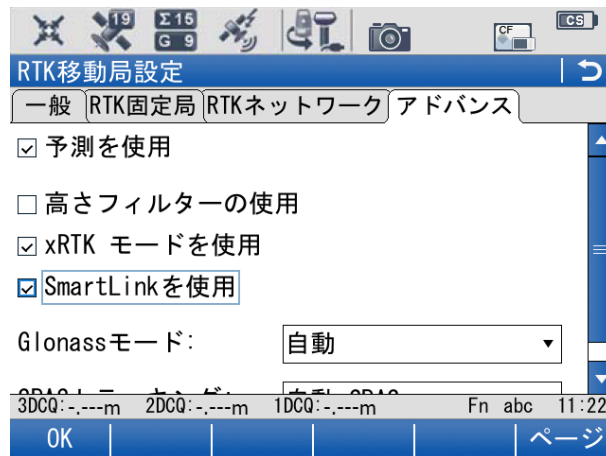 19 Σ15 G 9 CF CS
RTK移動局設定
一般 RTK固定局 RTKネットワーク アドバンス
予測を使用
高さフィルターの使用
xRTK モードを使用
SmartLinkを使用
Glonassモード: 自動
3DCQ:-.---m 2DCQ:-.---m 1DCQ:-.---m Fn abc 11:22
OK ページ